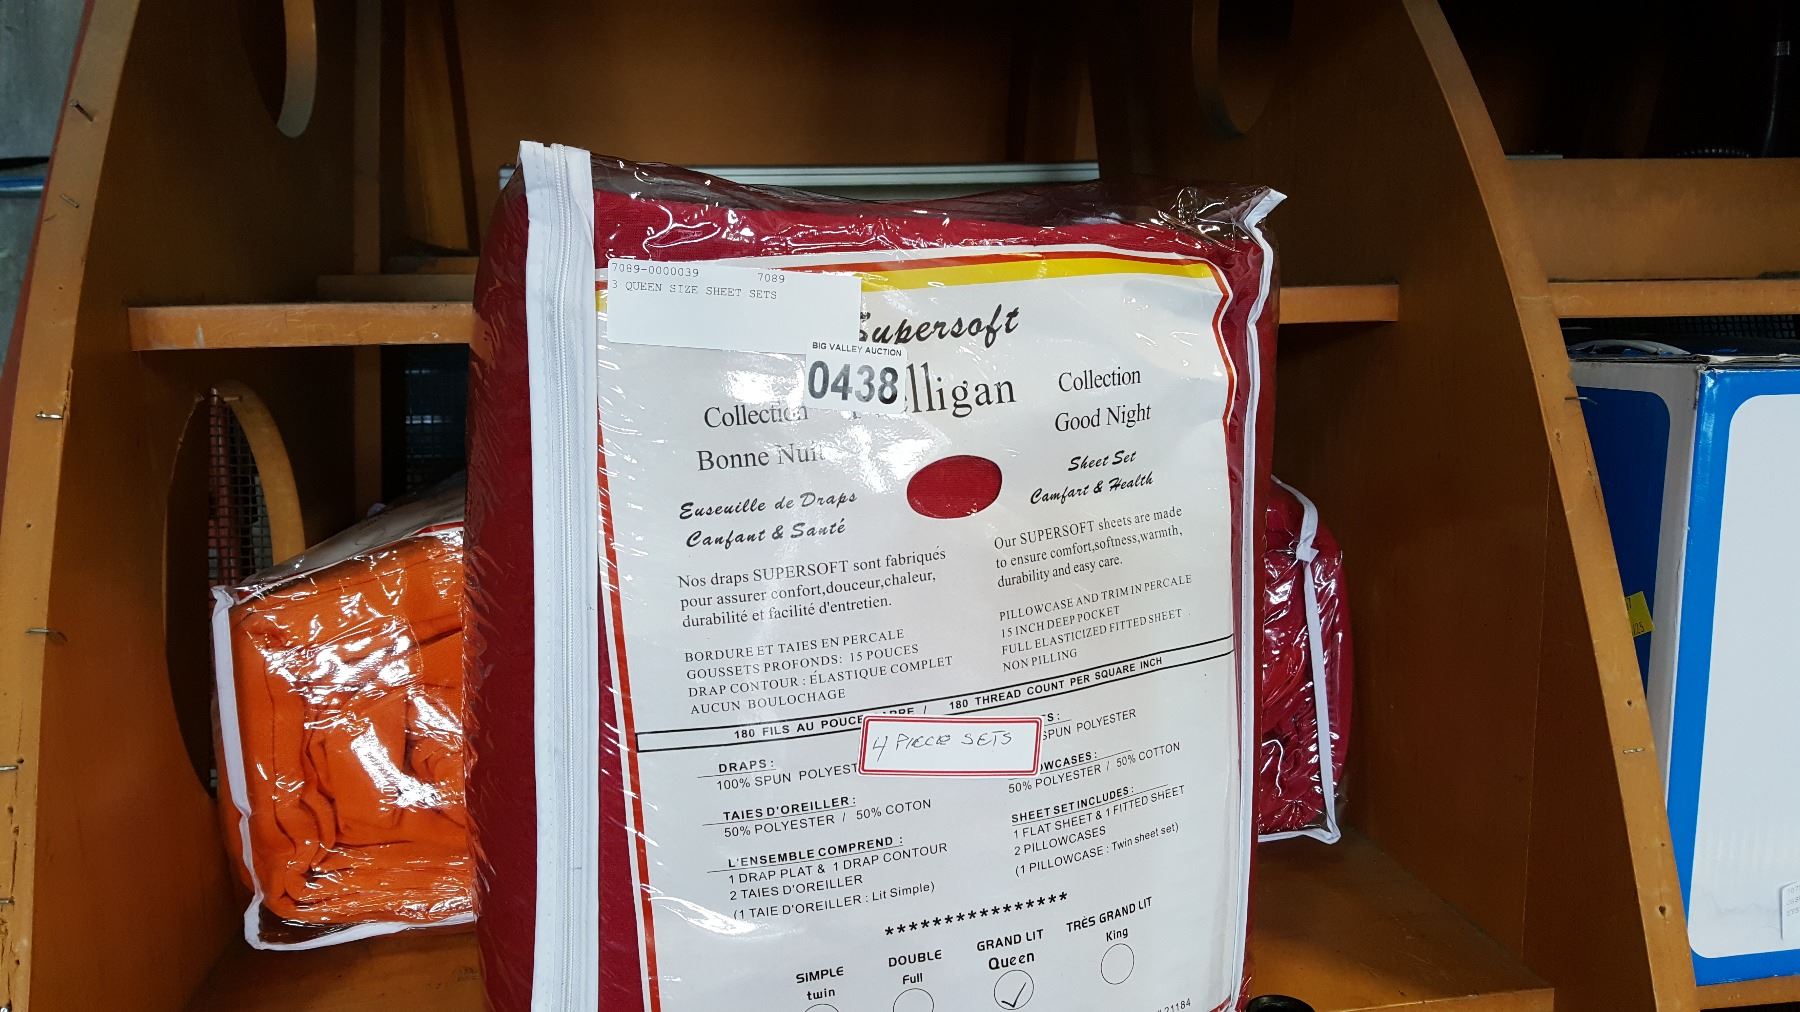 7089-0000039 7089
3 QUEEN SIZE SHEET SETS
Supersoft
BIG VALLEY AUCTION
0438
lligan
Collection
Bonne Nuit
Collection
Good Night
Euseuille de Draps
Canfant & Santé
Sheet Set
Camfart & Health
Nos draps SUPERSOFT sont fabriqués
pour assurer confort,douceur,chaleur,
durabilité et facilité d'entretien.
Our SUPERSOFT sheets are made
to ensure comfort,softness,warmth,
durability and easy care.
BORDURE ET TAIES EN PERCALE
GOUSSETS PROFONDS: 15 POUCES
DRAP CONTOUR : ÉLASTIQUE COMPLET
AUCUN BOULOCHAGE
PILLOWCASE AND TRIM IN PERCALE
15 INCH DEEP POCKET
FULL ELASTICIZED FITTED SHEET
NON PILLING
180 FILS AU POUCE / 180 THREAD COUNT PER SQUARE INCH
4 PIECE SETS
DRAPS :
100% SPUN POLYEST
TS :
SPUN POLYESTER
TAIES D'OREILLER :
50% POLYESTER / 50% COTON
OWCASES :
50% POLYESTER / 50% COTTON
L'ENSEMBLE COMPREND :
1 DRAP PLAT & 1 DRAP CONTOUR
2 TAIES D'OREILLER
(1 TAIE D'OREILLER : Lit Simple)
SHEET SET INCLUDES :
1 FLAT SHEET & 1 FITTED SHEET
2 PILLOWCASES
(1 PILLOWCASE : Twin sheet set)
***************
SIMPLE
twin
DOUBLE
Full
GRAND LIT
Queen
TRÉS GRAND LIT
King
21184